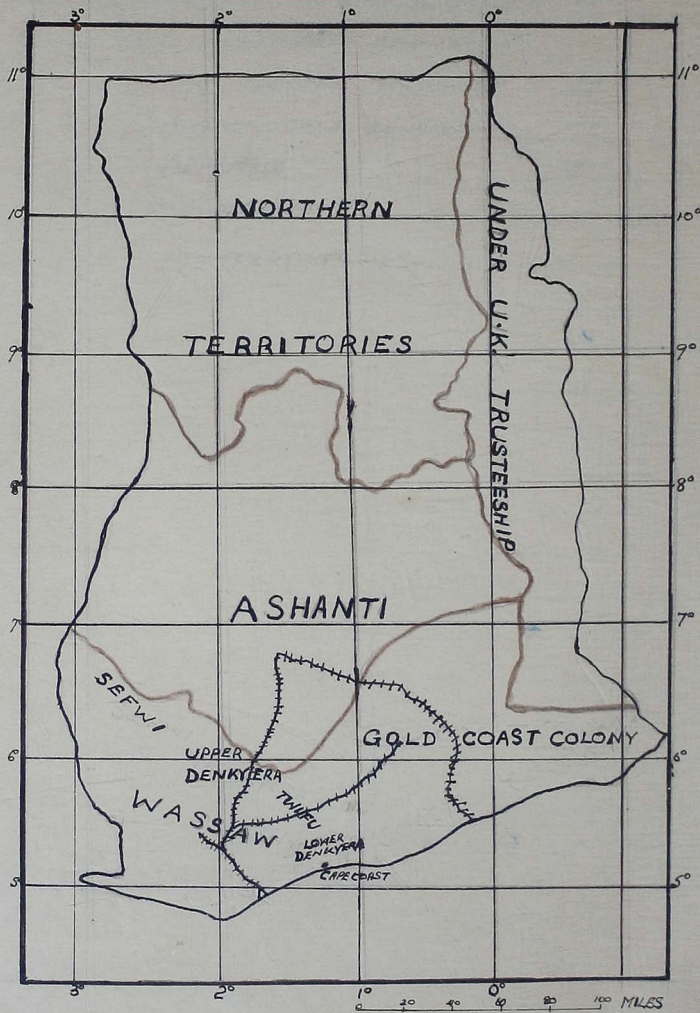 3° 2° 1° 0°
11° 11°
10° 10°
9° 9°
8° 8°
7° 7°
6° 6°
5° 5°
NORTHERN
TERRITORIES
UNDER U.K. TRUSTEESHIP
ASHANTI
SEFWI
GOLD COAST COLONY
UPPER
DENKYERA
WASSAW
TWIFU
LOWER
DENKYERA
CAPE COAST
3° 2° 1° 0°
0 20 40 60 80 100 MILES